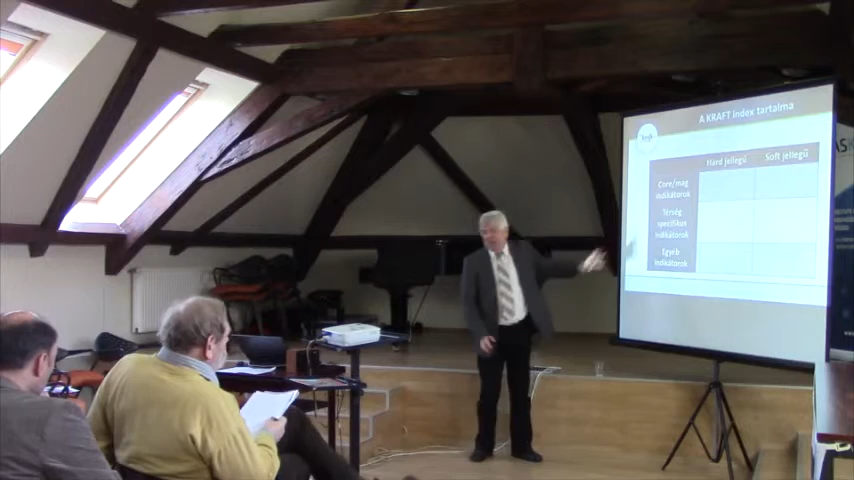 A KRAFT Index tartalma
Hard jellegű
Soft jellegű
Core/mag
indikátorok
Térség
specifikus
indikátorok
Egyéb
indikátorok